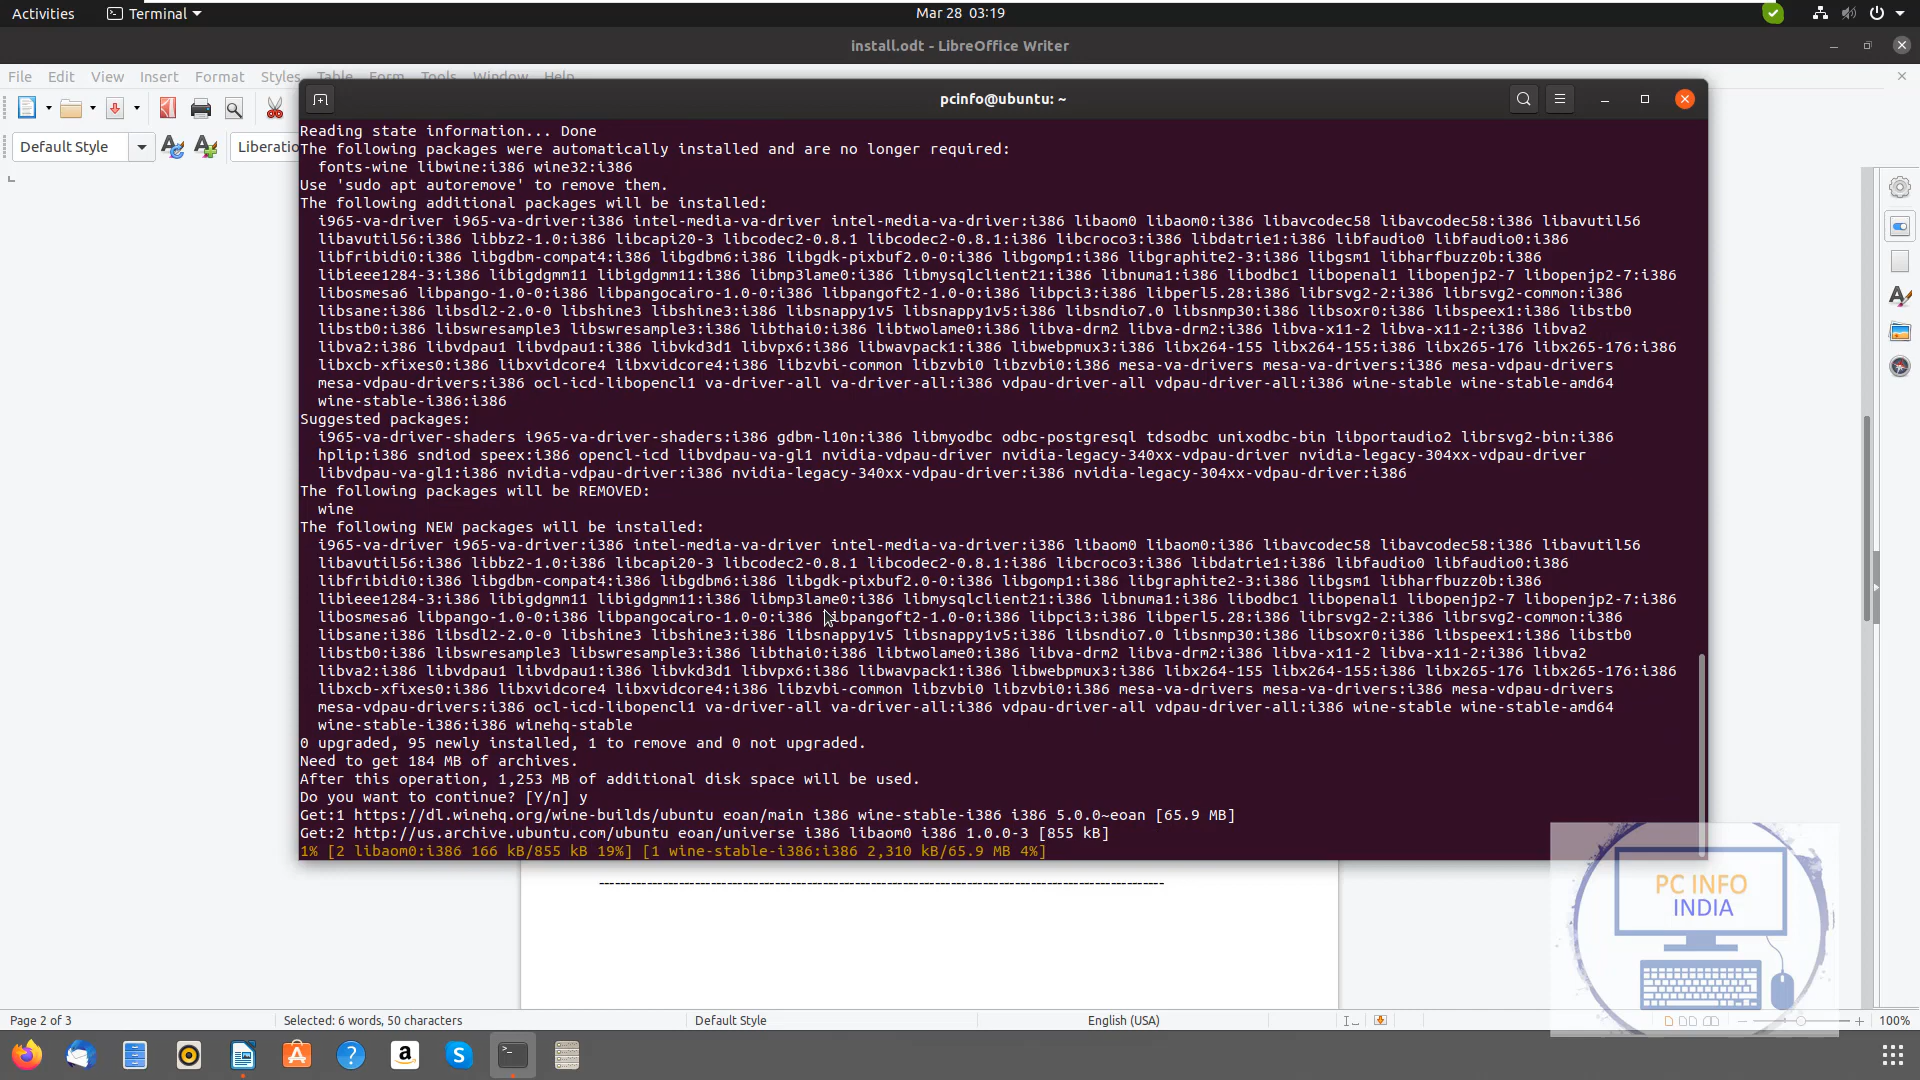 Activities
Terminal
Mar 28 03:19
install.odt - LibreOffice Writer
File Edit View Insert Format Styles Table Form Tools Window Help
pcinfo@ubuntu: ~
Default Style
Liberatio
Reading state information... Done
The following packages were automatically installed and are no longer required:
fonts-wine libwine:i386 wine32:i386
Use 'sudo apt autoremove' to remove them.
The following additional packages will be installed:
i965-va-driver i965-va-driver:i386 intel-media-va-driver intel-media-va-driver:i386 libaom0 libaom0:i386 libavcodec58 libavcodec58:i386 libavutil56
libavutil56:i386 libbz2-1.0:i386 libcapi20-3 libcodec2-0.8.1 libcodec2-0.8.1:i386 libcroco3:i386 libdatrie1:i386 libfaudio0 libfaudio0:i386
libfribidi0:i386 libgdbm-compat4:i386 libgdbm6:i386 libgdk-pixbuf2.0-0:i386 libgomp1:i386 libgraphite2-3:i386 libgsm1 libharfbuzz0b:i386
libieee1284-3:i386 libigdgmm11 libigdgmm11:i386 libmp3lame0:i386 libmysqlclient21:i386 libnuma1:i386 libodbc1 libopenal1 libopenjp2-7 libopenjp2-7:i386
libosmesa6 libpango-1.0-0:i386 libpangocairo-1.0-0:i386 libpangoft2-1.0-0:i386 libpci3:i386 libperl5.28:i386 librsvg2-2:i386 librsvg2-common:i386
libsane:i386 libsdl2-2.0-0 libshine3 libshine3:i386 libsnappy1v5 libsnappy1v5:i386 libsndio7.0 libsnmp30:i386 libsoxr0:i386 libspeex1:i386 libstb0
libstb0:i386 libswresample3 libswresample3:i386 libthai0:i386 libtwolame0:i386 libva-drm2 libva-drm2:i386 libva-x11-2 libva-x11-2:i386 libva2
libva2:i386 libvdpau1 libvdpau1:i386 libvkd3d1 libvpx6:i386 libwavpack1:i386 libwebpmux3:i386 libx264-155 libx264-155:i386 libx265-176 libx265-176:i386
libxcb-xfixes0:i386 libxvidcore4 libxvidcore4:i386 libzvbi-common libzvbi0 libzvbi0:i386 mesa-va-drivers mesa-va-drivers:i386 mesa-vdpau-drivers
mesa-vdpau-drivers:i386 ocl-icd-libopencl1 va-driver-all va-driver-all:i386 vdpau-driver-all vdpau-driver-all:i386 wine-stable wine-stable-amd64
wine-stable-i386:i386
Suggested packages:
i965-va-driver-shaders i965-va-driver-shaders:i386 gdbm-l10n:i386 libmyodbc odbc-postgresql tdsodbc unixodbc-bin libportaudio2 librsvg2-bin:i386
hplip:i386 sndiod speex:i386 opencl-icd libvdpau-va-gl1 nvidia-vdpau-driver nvidia-legacy-340xx-vdpau-driver nvidia-legacy-304xx-vdpau-driver
libvdpau-va-gl1:i386 nvidia-vdpau-driver:i386 nvidia-legacy-340xx-vdpau-driver:i386 nvidia-legacy-304xx-vdpau-driver:i386
The following packages will be REMOVED:
wine
The following NEW packages will be installed:
i965-va-driver i965-va-driver:i386 intel-media-va-driver intel-media-va-driver:i386 libaom0 libaom0:i386 libavcodec58 libavcodec58:i386 libavutil56
libavutil56:i386 libbz2-1.0:i386 libcapi20-3 libcodec2-0.8.1 libcodec2-0.8.1:i386 libcroco3:i386 libdatrie1:i386 libfaudio0 libfaudio0:i386
libfribidi0:i386 libgdbm-compat4:i386 libgdbm6:i386 libgdk-pixbuf2.0-0:i386 libgomp1:i386 libgraphite2-3:i386 libgsm1 libharfbuzz0b:i386
libieee1284-3:i386 libigdgmm11 libigdgmm11:i386 libmp3lame0:i386 libmysqlclient21:i386 libnuma1:i386 libodbc1 libopenal1 libopenjp2-7 libopenjp2-7:i386
libosmesa6 libpango-1.0-0:i386 libpangocairo-1.0-0:i386 libpangoft2-1.0-0:i386 libpci3:i386 libperl5.28:i386 librsvg2-2:i386 librsvg2-common:i386
libsane:i386 libsdl2-2.0-0 libshine3 libshine3:i386 libsnappy1v5 libsnappy1v5:i386 libsndio7.0 libsnmp30:i386 libsoxr0:i386 libspeex1:i386 libstb0
libstb0:i386 libswresample3 libswresample3:i386 libthai0:i386 libtwolame0:i386 libva-drm2 libva-drm2:i386 libva-x11-2 libva-x11-2:i386 libva2
libva2:i386 libvdpau1 libvdpau1:i386 libvkd3d1 libvpx6:i386 libwavpack1:i386 libwebpmux3:i386 libx264-155 libx264-155:i386 libx265-176 libx265-176:i386
libxcb-xfixes0:i386 libxvidcore4 libxvidcore4:i386 libzvbi-common libzvbi0 libzvbi0:i386 mesa-va-drivers mesa-va-drivers:i386 mesa-vdpau-drivers
mesa-vdpau-drivers:i386 ocl-icd-libopencl1 va-driver-all va-driver-all:i386 vdpau-driver-all vdpau-driver-all:i386 wine-stable wine-stable-amd64
wine-stable-i386:i386 winehq-stable
0 upgraded, 95 newly installed, 1 to remove and 0 not upgraded.
Need to get 184 MB of archives.
After this operation, 1,253 MB of additional disk space will be used.
Do you want to continue? [Y/n] y
Get:1 https://dl.winehq.org/wine-builds/ubuntu eoan/main i386 wine-stable-i386 i386 5.0.0~eoan [65.9 MB]
Get:2 http://us.archive.ubuntu.com/ubuntu eoan/universe i386 libaom0 i386 1.0.0-3 [855 kB]
1% [2 libaom0:i386 166 kB/855 kB 19%] [1 wine-stable-i386:i386 2,310 kB/65.9 MB 4%]
PC INFO
INDIA
Page 2 of 3
Selected: 6 words, 50 characters
Default Style
English (USA)
100%